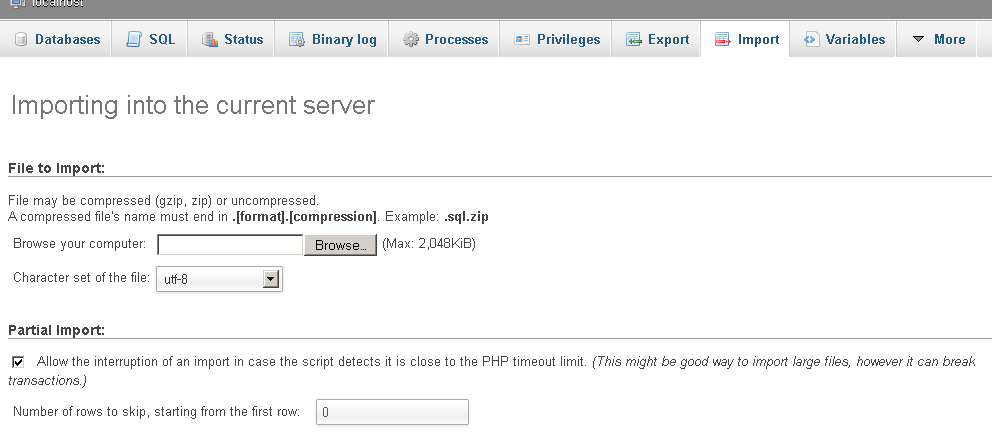 localhost
Databases SQL Status Binary log Processes Privileges Export Import Variables More
Importing into the current server
File to Import:
File may be compressed (gzip, zip) or uncompressed.
A compressed file's name must end in .[format].[compression]. Example: .sql.zip
Browse your computer: Browse... (Max: 2,048KiB)
Character set of the file: utf-8
Partial Import:
Allow the interruption of an import in case the script detects it is close to the PHP timeout limit. (This might be good way to import large files, however it can break
transactions.)
Number of rows to skip, starting from the first row: 0